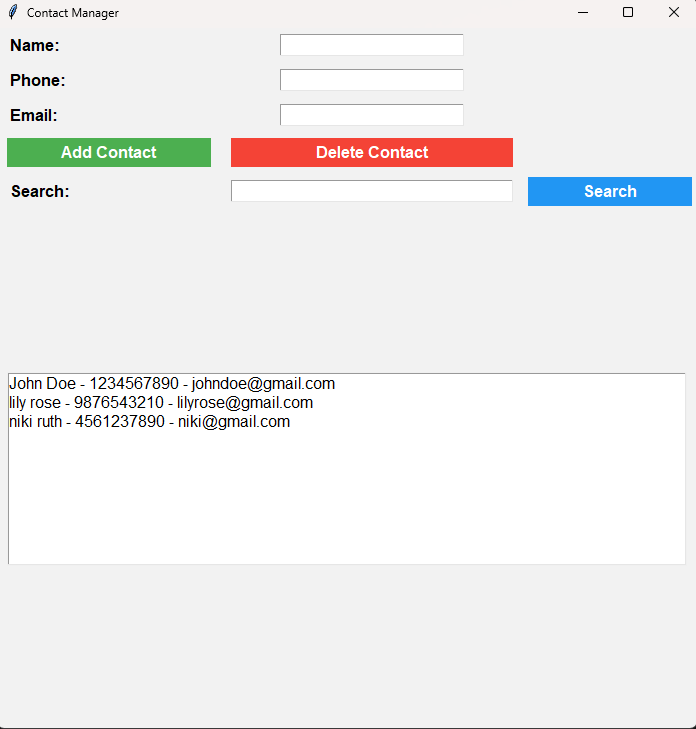 Contact Manager
Name:
Phone:
Email:
Add Contact Delete Contact
Search: Search
John Doe - 1234567890 - johndoe@gmail.com
lily rose - 9876543210 - lilyrose@gmail.com
niki ruth - 4561237890 - niki@gmail.com